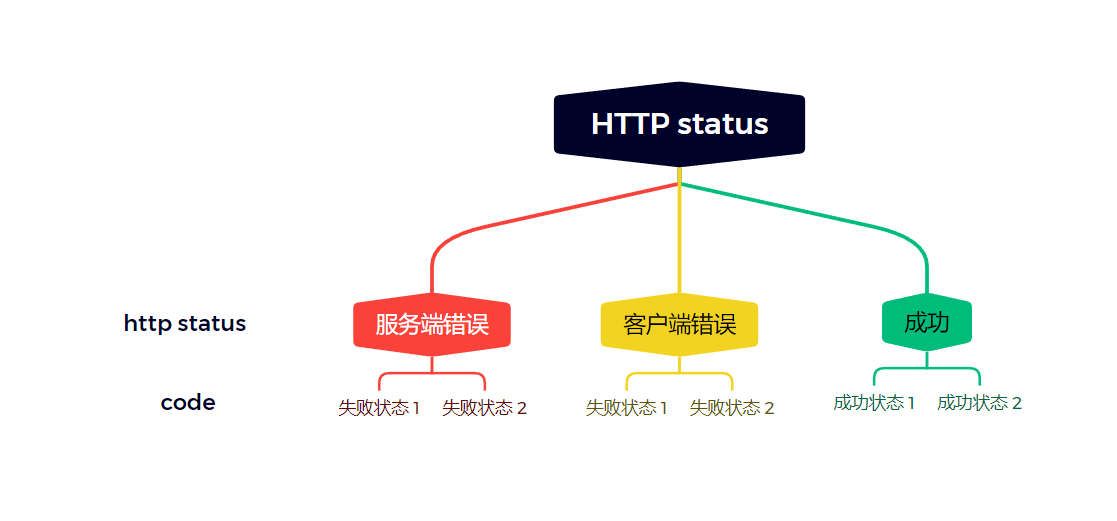 HTTP status
http status
服务端错误
客户端错误
成功
code
失败状态 1
失败状态 2
失败状态 1
失败状态 2
成功状态 1
成功状态 2